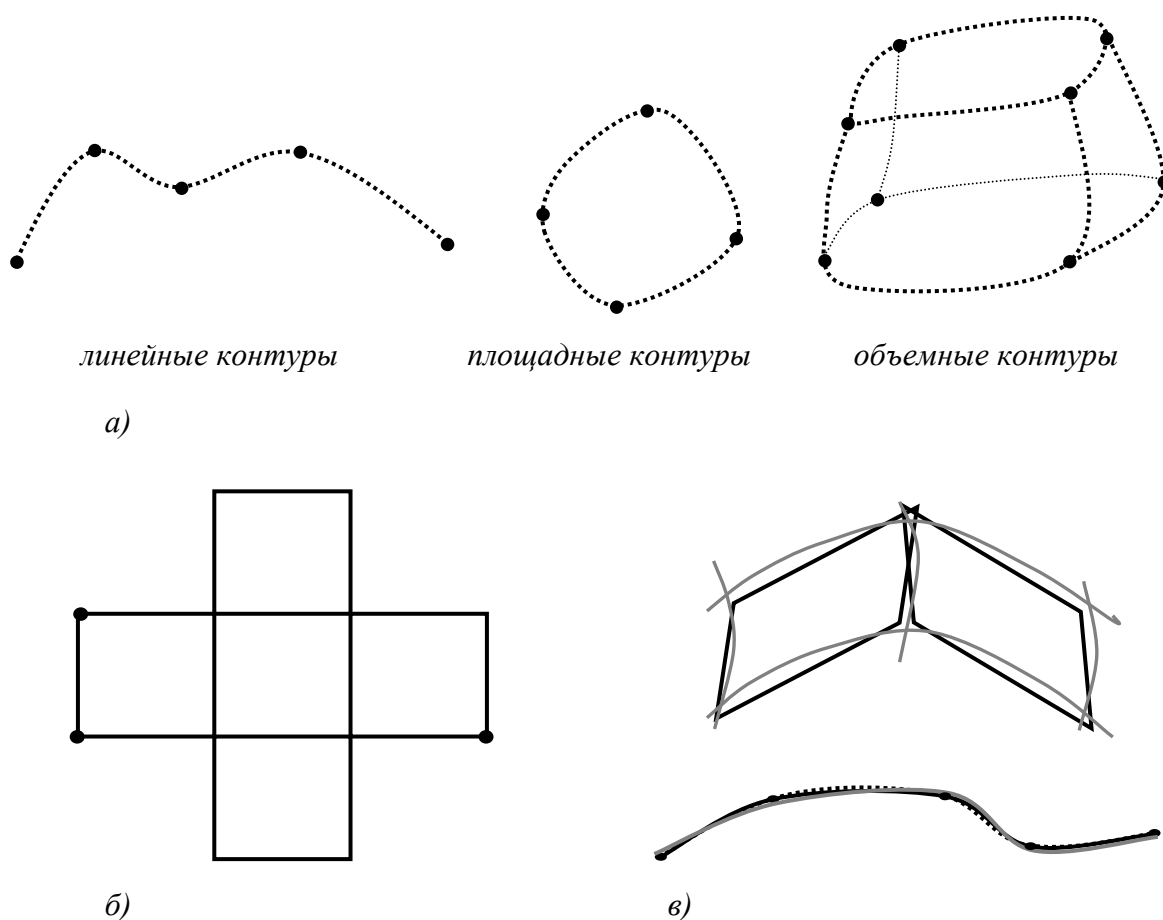 линейные контуры площадные контуры объемные контуры
а)
б) в)